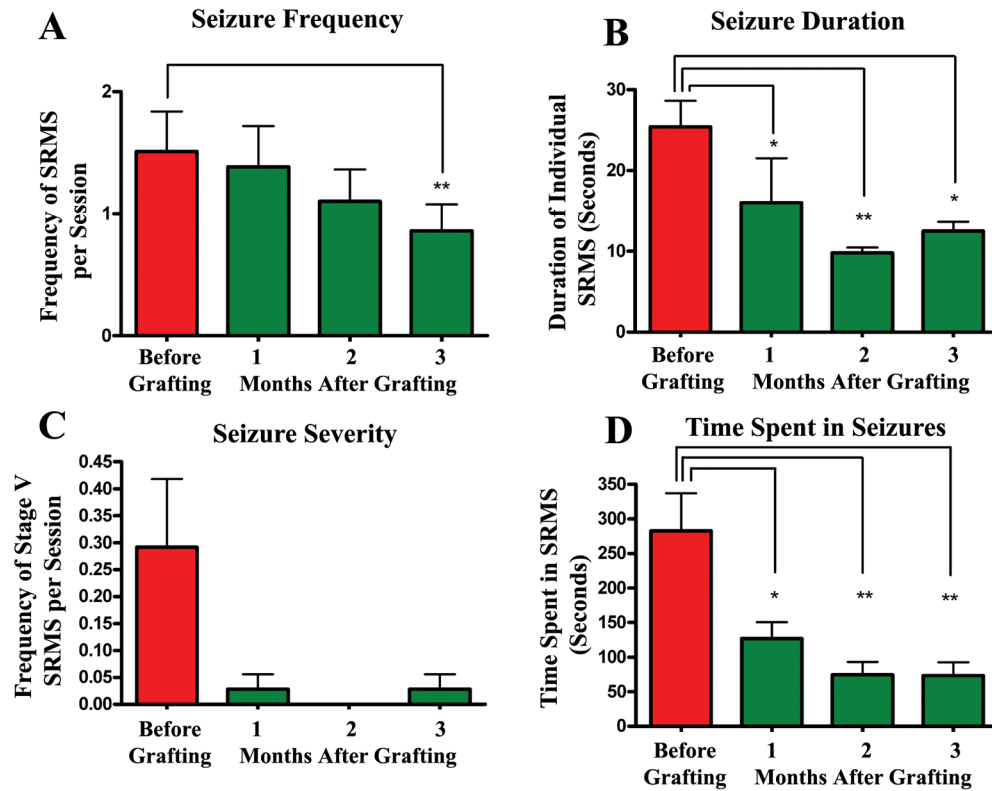 A
Seizure Frequency
Frequency of SRMS
per Session
2
1
0
**
Before
Grafting
1 2 3
Months After Grafting
B
Seizure Duration
Duration of Individual
SRMS (Seconds)
30
20
10
0
*
**
*
Before
Grafting
1 2 3
Months After Grafting
C
Seizure Severity
Frequency of Stage V
SRMS per Session
0.45
0.40
0.35
0.30
0.25
0.20
0.15
0.10
0.05
0.00
Before
Grafting
1 2 3
Months After Grafting
D
Time Spent in Seizures
Time Spent in SRMS
(Seconds)
350
300
250
200
150
100
50
0
*
**
**
Before
Grafting
1 2 3
Months After Grafting